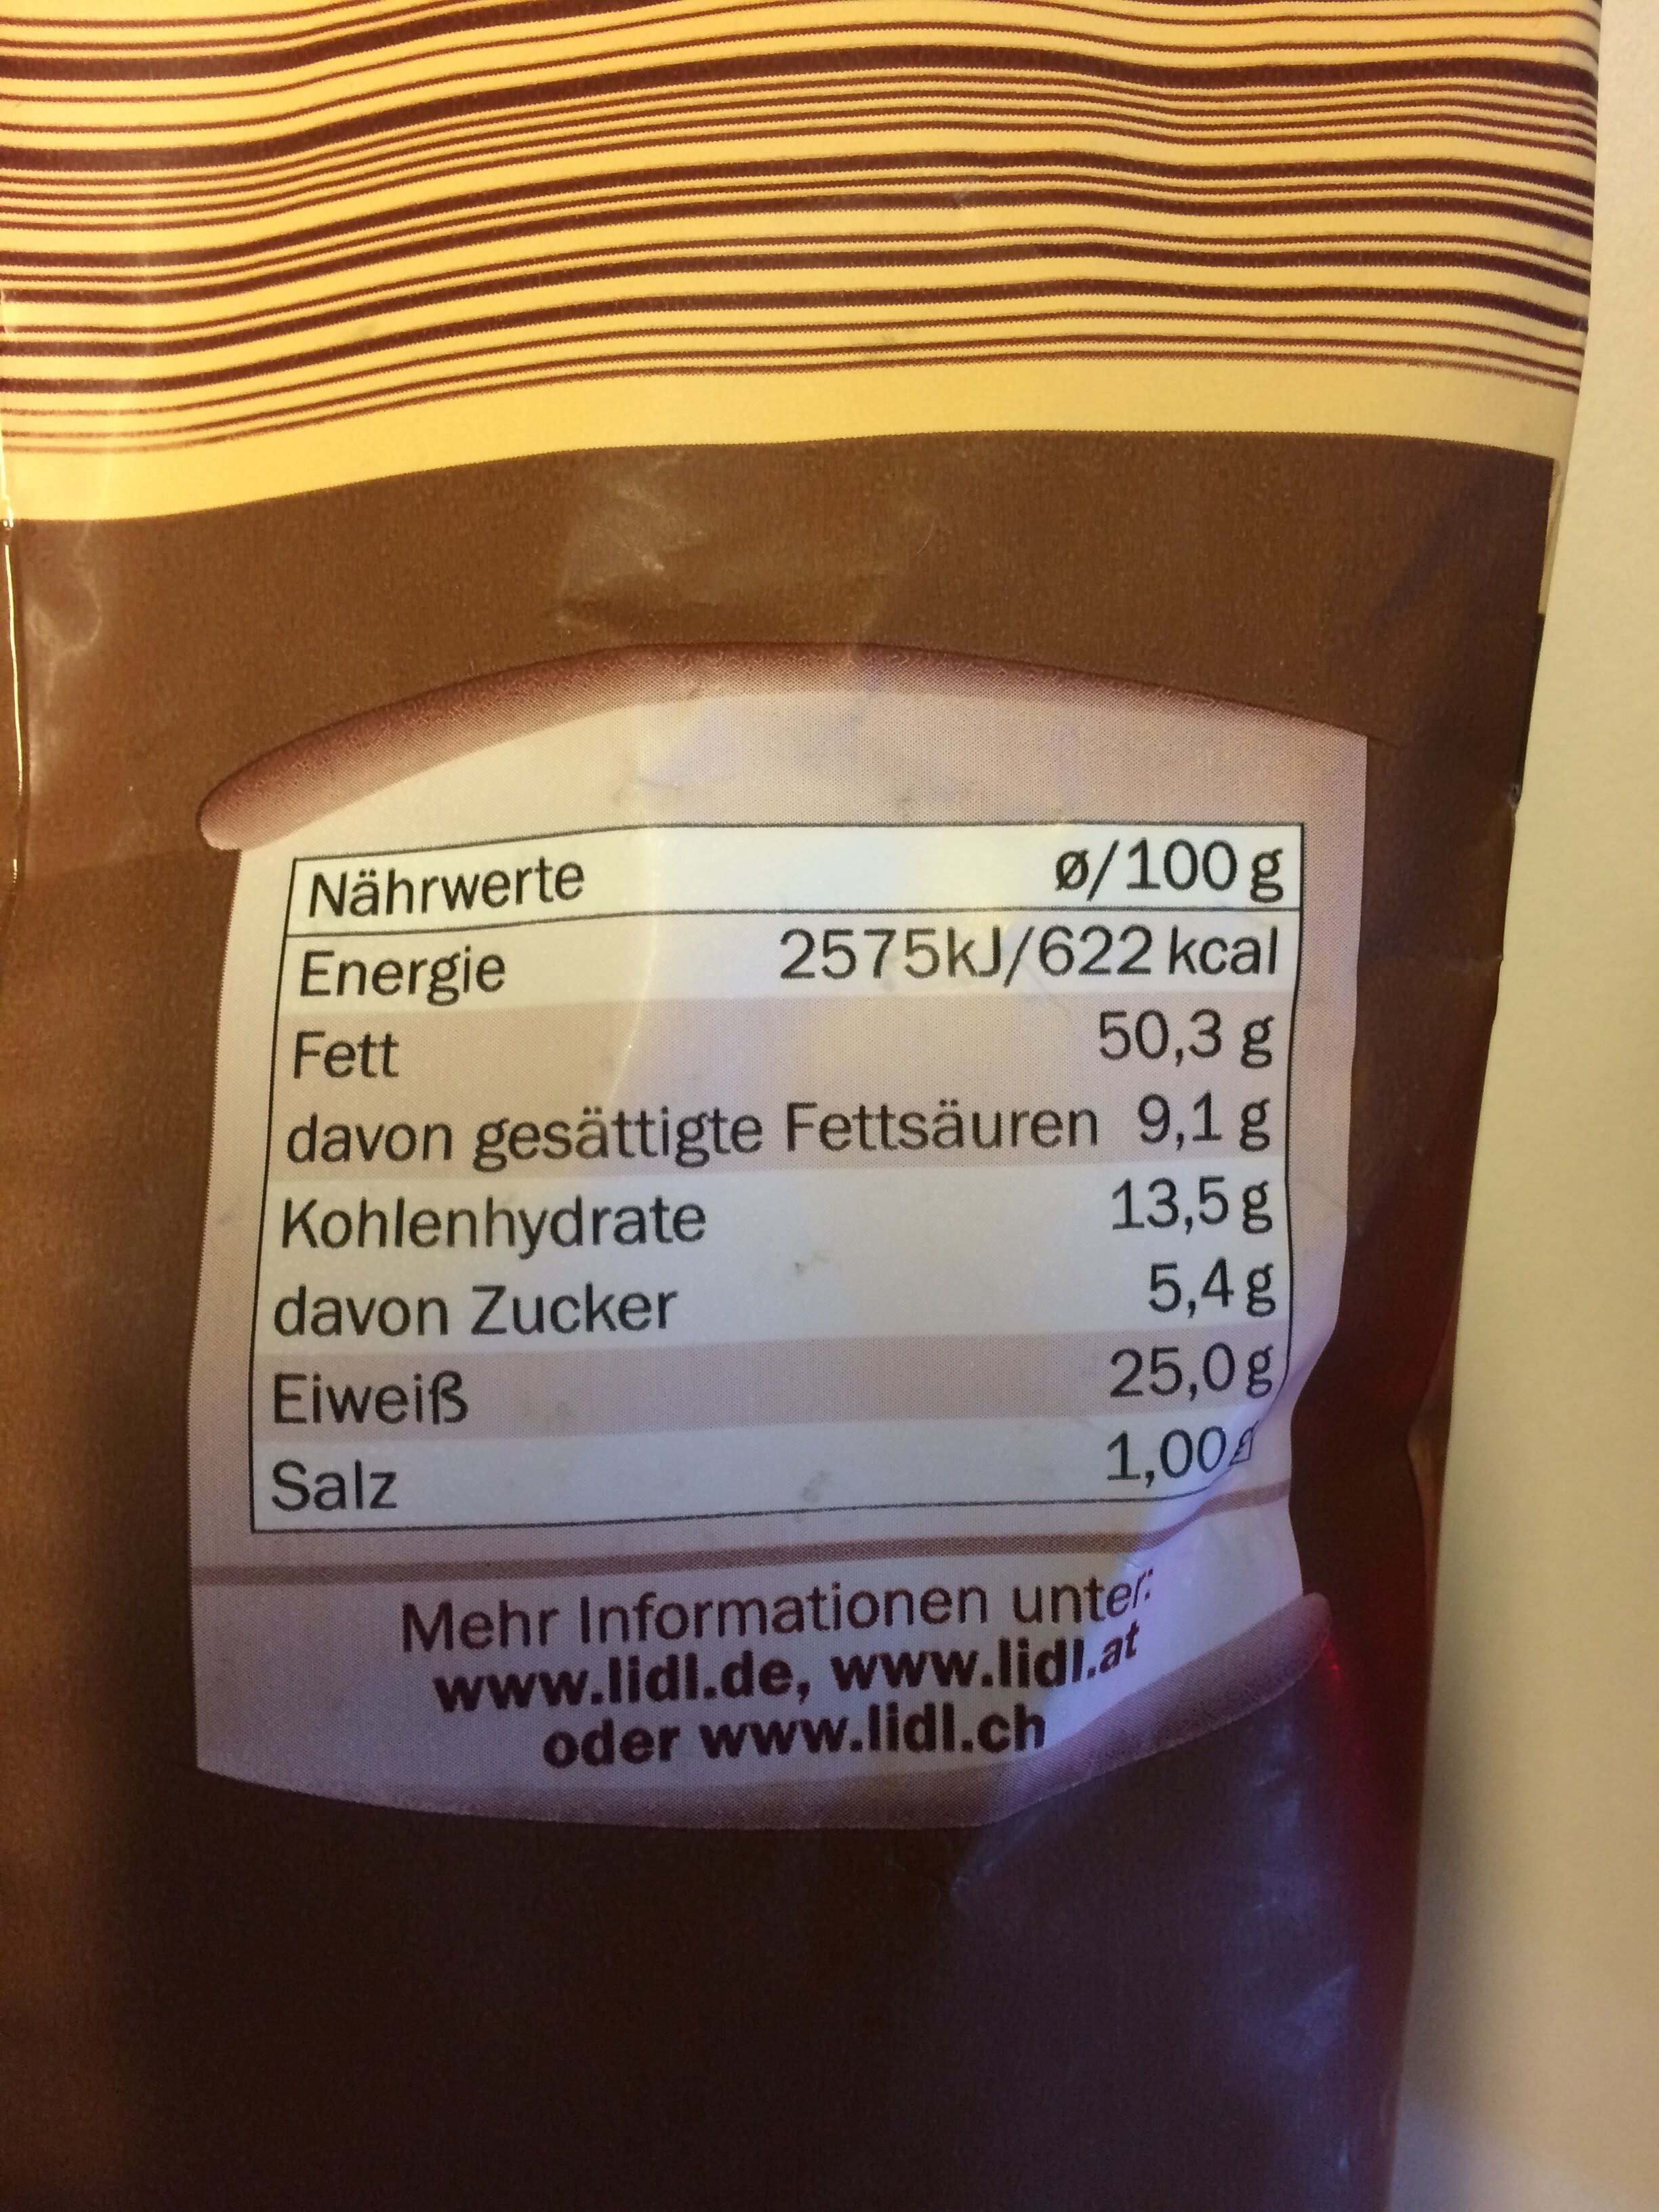 Nährwerte ø/100 g
Energie 2575kJ/622 kcal
Fett 50,3 g
davon gesättigte Fettsäuren 9,1 g
Kohlenhydrate 13,5 g
davon Zucker 5,4 g
Eiweiß 25,0 g
Salz 1,00g
Mehr Informationen unter:
www.lidl.de, www.lidl.at
oder www.lidl.ch